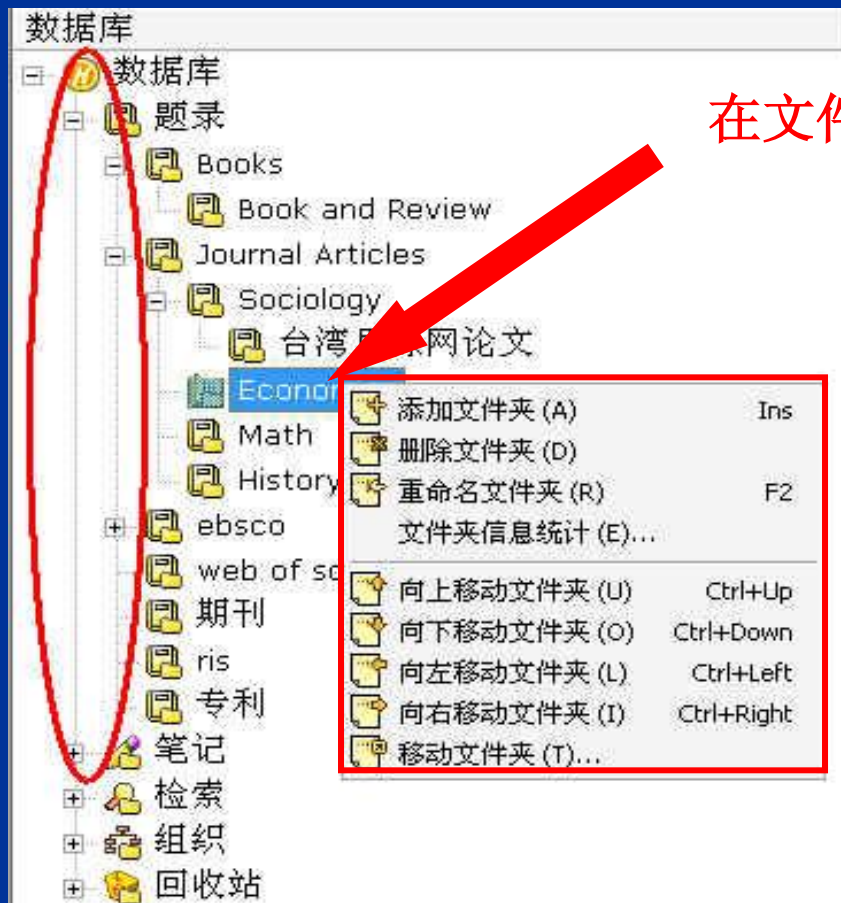 数据库
数据库
题录
在文件
Books
Book and Review
Journal Articles
Sociology
台湾 网论文
Econo
添加文件夹(A) Ins
Math
删除文件夹(D)
History
重命名文件夹(R) F2
ebsco
文件夹信息统计(E)...
web of sc
向上移动文件夹(U) Ctrl+Up
期刊
向下移动文件夹(O) Ctrl+Down
ris
向左移动文件夹(L) Ctrl+Left
专利
向右移动文件夹(I) Ctrl+Right
笔记
移动文件夹(T)...
检索
组织
回收站